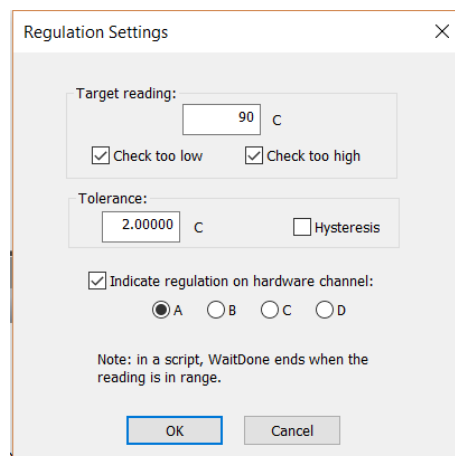 Regulation Settings
Target reading:
90 C
Check too low Check too high
Tolerance:
2.00000 C Hysteresis
Indicate regulation on hardware channel:
A B C D
Note: in a script, WaitDone ends when the
reading is in range.
OK Cancel